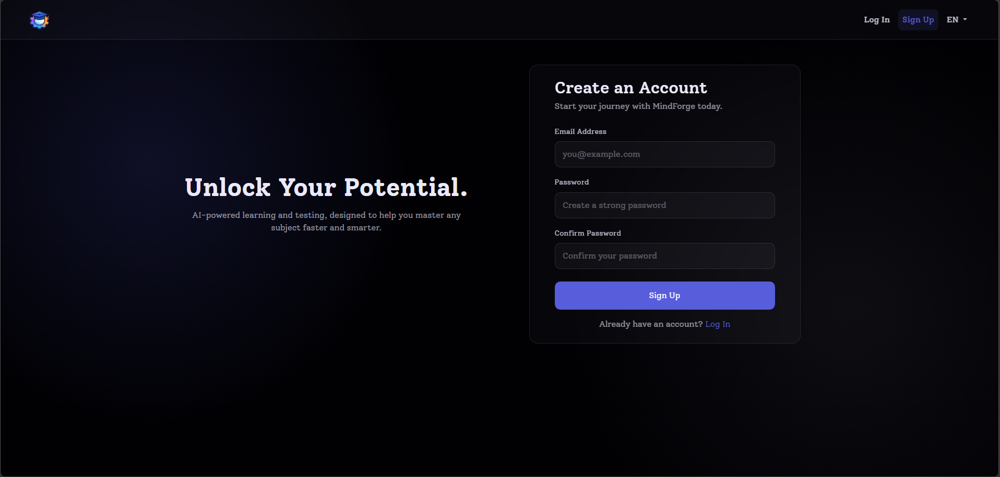 Log In
Sign Up
EN
Unlock Your Potential.
AI-powered learning and testing, designed to help you master any
subject faster and smarter.
Create an Account
Start your journey with MindForge today.
Email Address
you@example.com
Password
Create a strong password
Confirm Password
Confirm your password
Sign Up
Already have an account? Log In